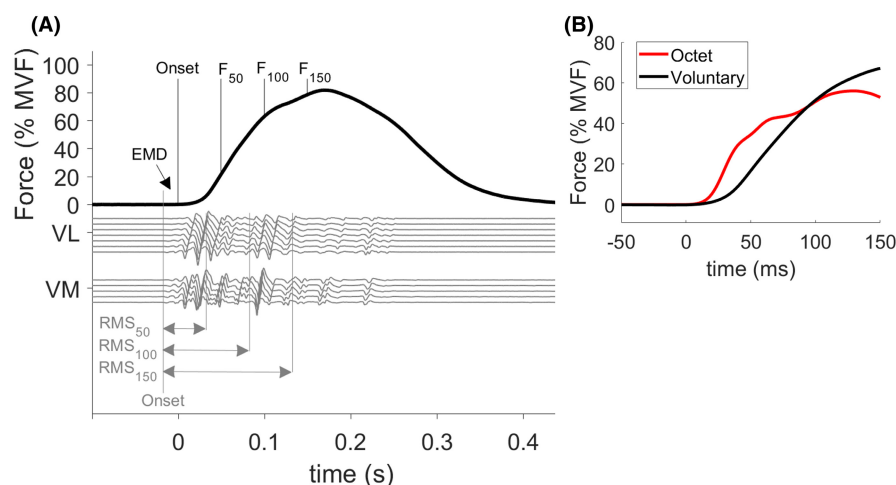 (A)
Force (% MVF)
100
80
60
40
20
0
Onset
F50
F100
F150
EMD
VL
VM
RMS50
RMS100
RMS150
Onset
0
0.1
0.2
0.3
0.4
time (s)
(B)
Force (% MVF)
80
60
40
20
0
Octet
Voluntary
-50
0
50
100
150
time (ms)